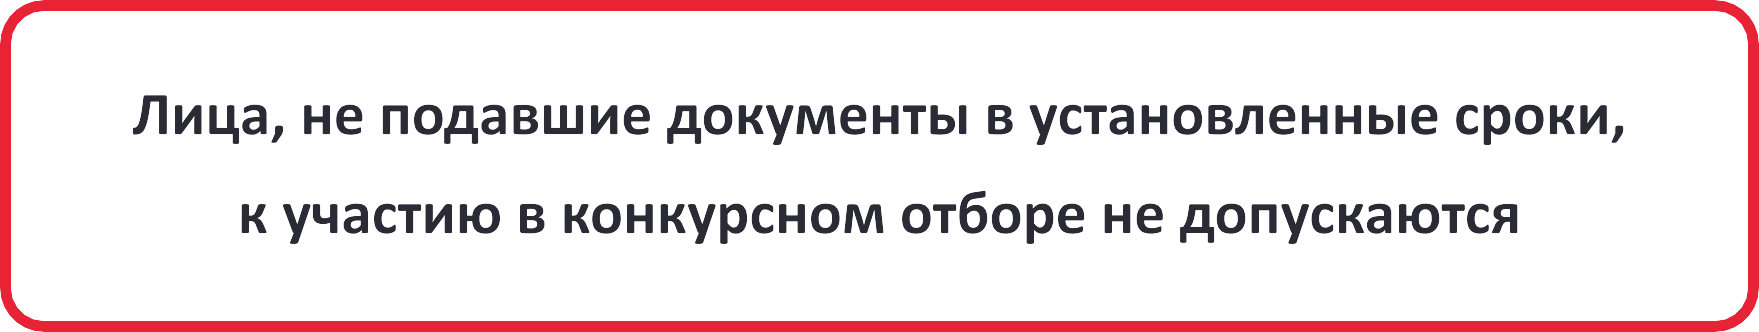 Лица, не подавшие документы в установленные сроки,
к участию в конкурсном отборе не допускаются